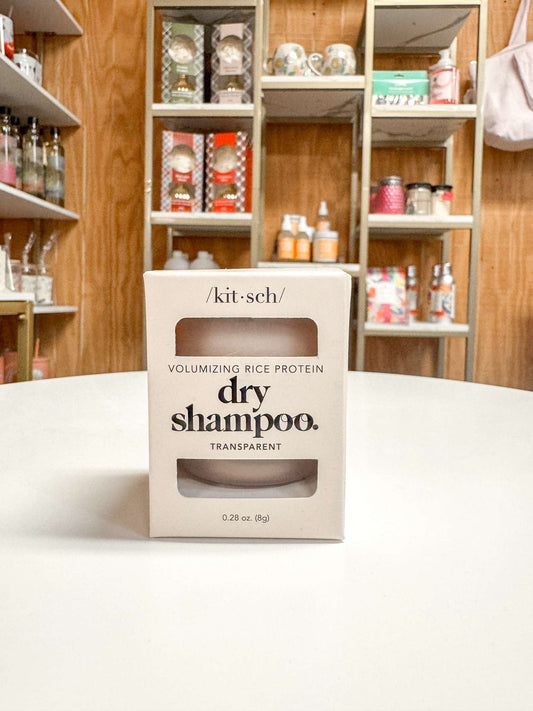 /kit·sch/
VOLUMIZING RICE PROTEIN
dry
shampoo.
TRANSPARENT
0.28 oz. (8g)